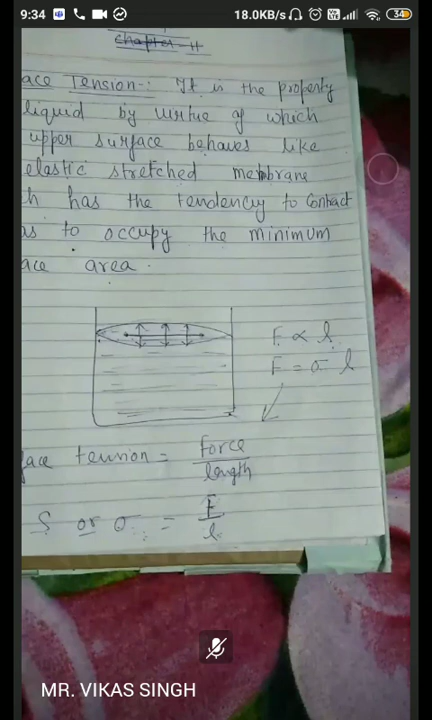 9:34
18.0KB/s
34
chapter-11
ace Tension:- It is the property
liquid by virtue of which
upper surface behaves like
elastic stretched membrane
h has the tendency to contact
as to occupy the minimum
ace area.
F ∝ l
F = σ l
face tension = Force
length
S or σ = F
l
MR. VIKAS SINGH